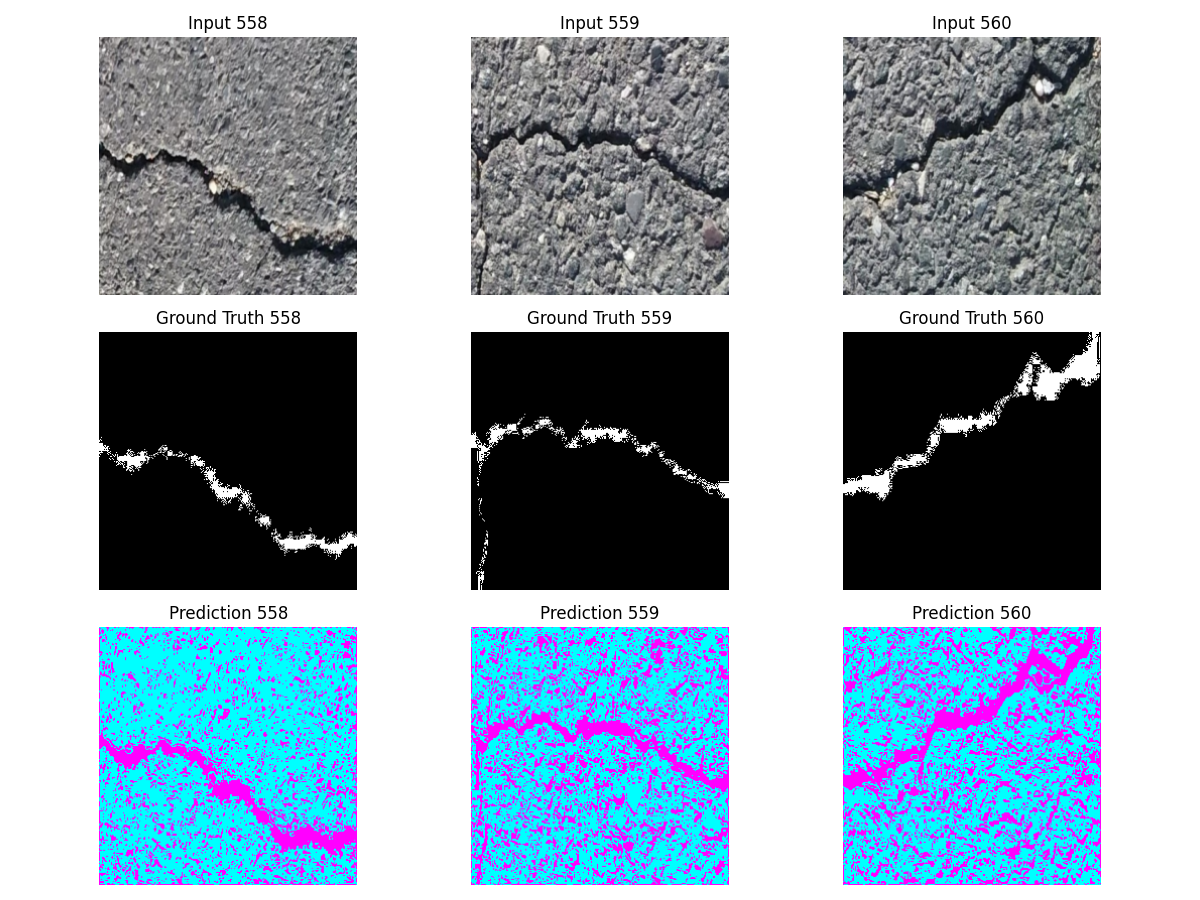 Input 558
Input 559
Input 560
Ground Truth 558
Ground Truth 559
Ground Truth 560
Prediction 558
Prediction 559
Prediction 560